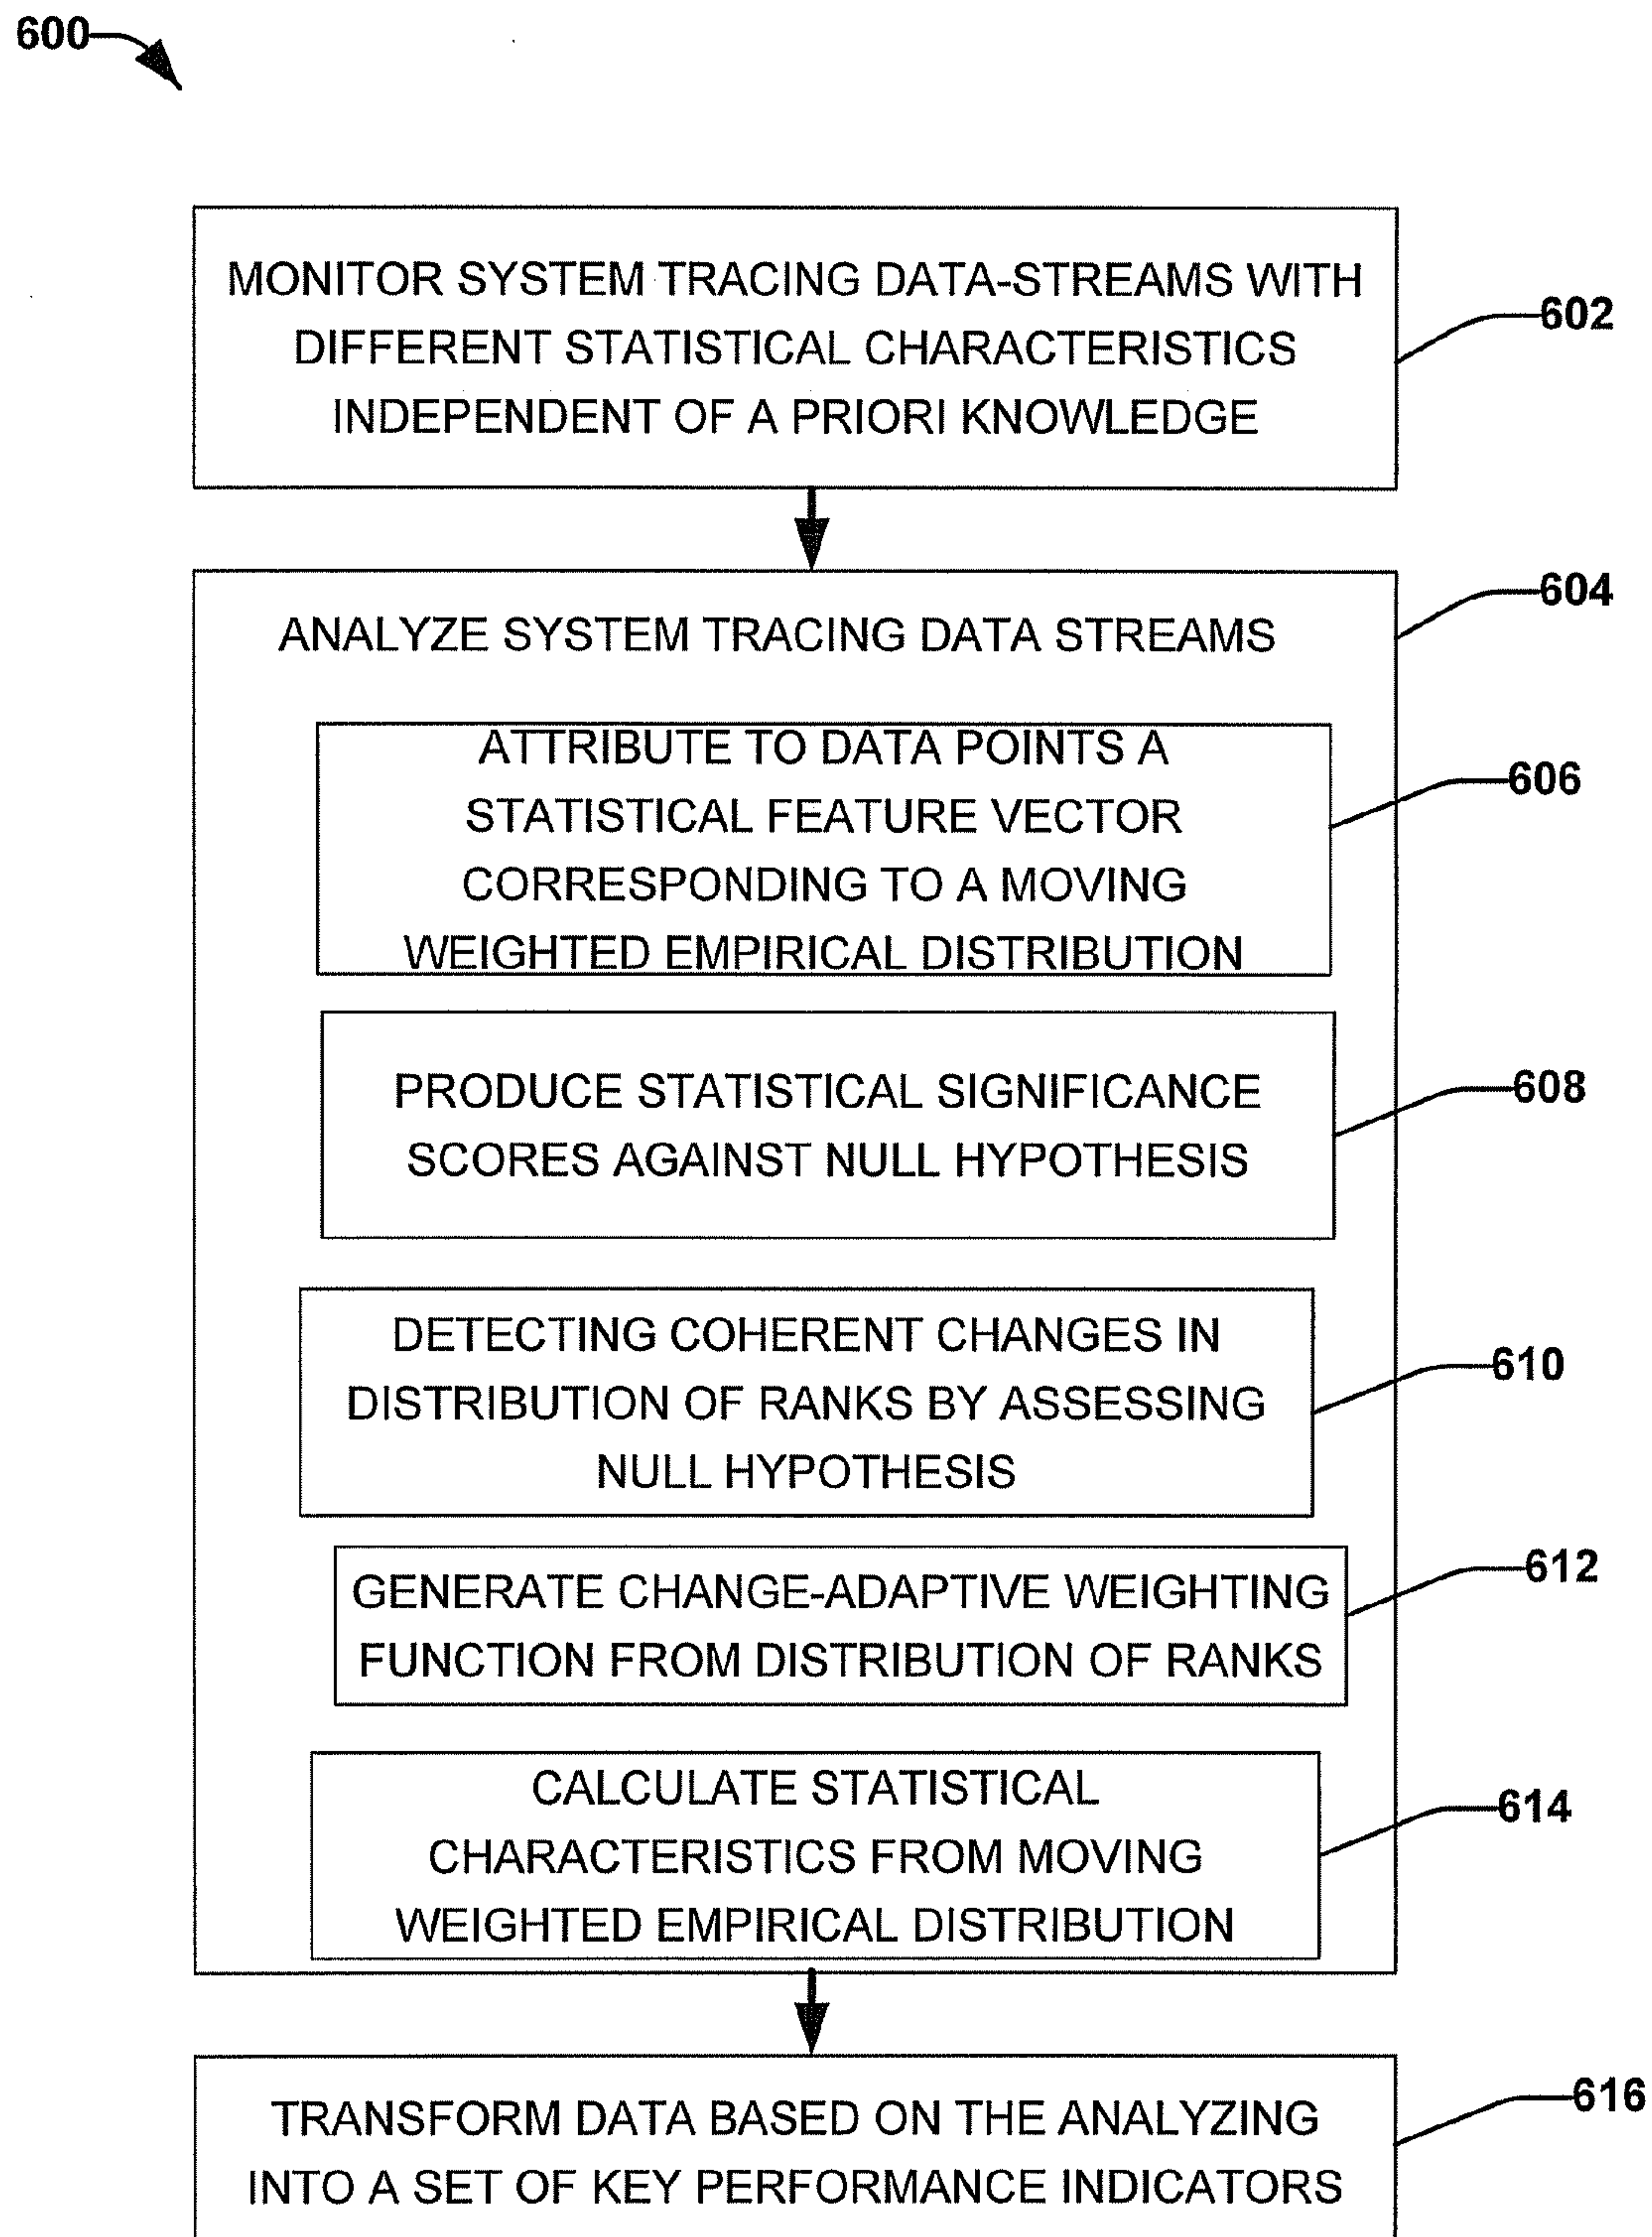 600
MONITOR SYSTEM TRACING DATA-STREAMS WITH
DIFFERENT STATISTICAL CHARACTERISTICS
INDEPENDENT OF A PRIORI KNOWLEDGE
602
604
ANALYZE SYSTEM TRACING DATA STREAMS
ATTRIBUTE TO DATA POINTS A
STATISTICAL FEATURE VECTOR
CORRESPONDING TO A MOVING
WEIGHTED EMPIRICAL DISTRIBUTION
606
PRODUCE STATISTICAL SIGNIFICANCE
SCORES AGAINST NULL HYPOTHESIS
608
DETECTING COHERENT CHANGES IN
DISTRIBUTION OF RANKS BY ASSESSING
NULL HYPOTHESIS
610
GENERATE CHANGE-ADAPTIVE WEIGHTING
FUNCTION FROM DISTRIBUTION OF RANKS
612
CALCULATE STATISTICAL
CHARACTERISTICS FROM MOVING
WEIGHTED EMPIRICAL DISTRIBUTION
614
TRANSFORM DATA BASED ON THE ANALYZING
INTO A SET OF KEY PERFORMANCE INDICATORS
616